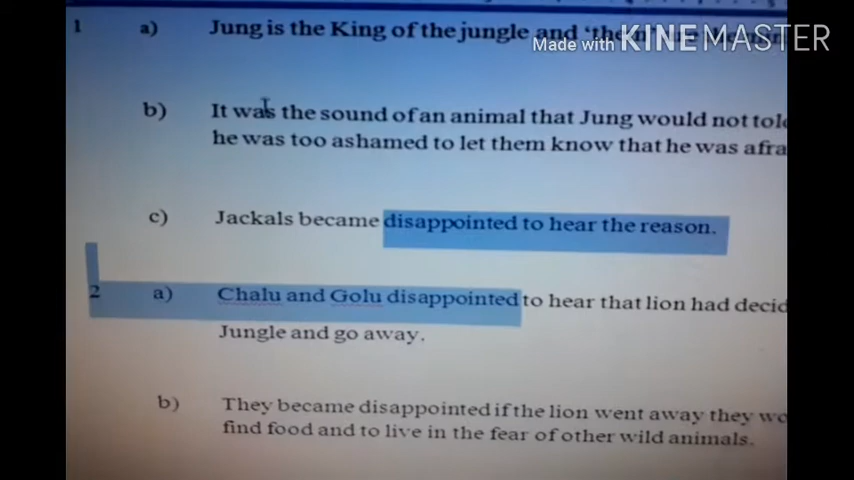 1 a) Jung is the King of the jungle and
Made with KINEMASTER
b) It was the sound of an animal that Jung would not
he was too ashamed to let them know that he was
c) Jackals became disappointed to hear the reason.
2 a) Chalu and Golu disappointed to hear that lion had
Jungle and go away.
b) They became disappointed if the lion went away they
find food and to live in the fear of other wild animals.